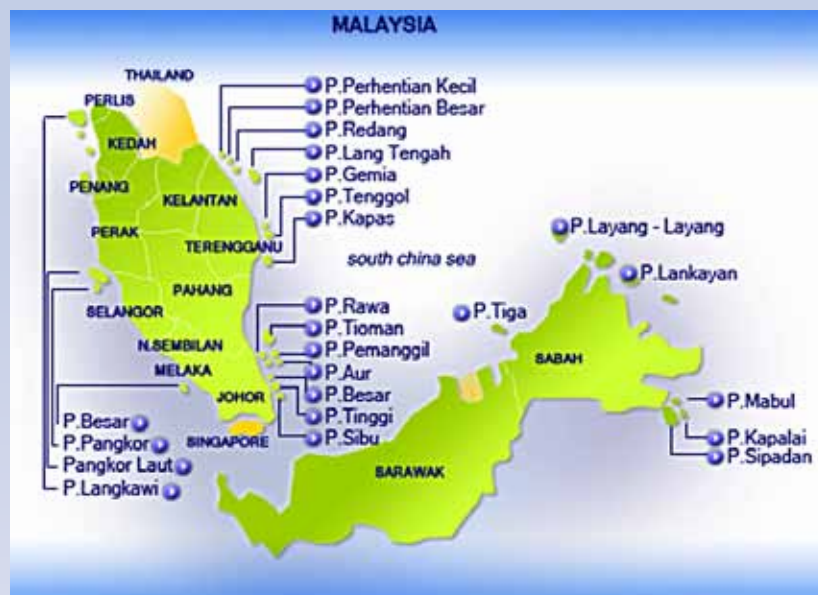 MALAYSIA
THAILAND
PERLIS
KEDAH
PENANG
KELANTAN
PERAK
TERENGGANU
PAHANG
SELANGOR
N.SEMBILAN
MELAKA
JOHOR
SINGAPORE
P.Perhentian Kecil
P.Perhentian Besar
P.Redang
P.Lang Tengah
P.Gemia
P.Tenggol
P.Kapas
south china sea
P.Rawa
P.Tioman
P.Pemanggil
P.Aur
P.Besar
P.Tinggi
P.Sibu
P.Besar
P.Pangkor
Pangkor Laut
P.Langkawi
P.Layang - Layang
P.Lankayan
P.Tiga
SABAH
SARAWAK
P.Mabul
P.Kapalai
P.Sipadan